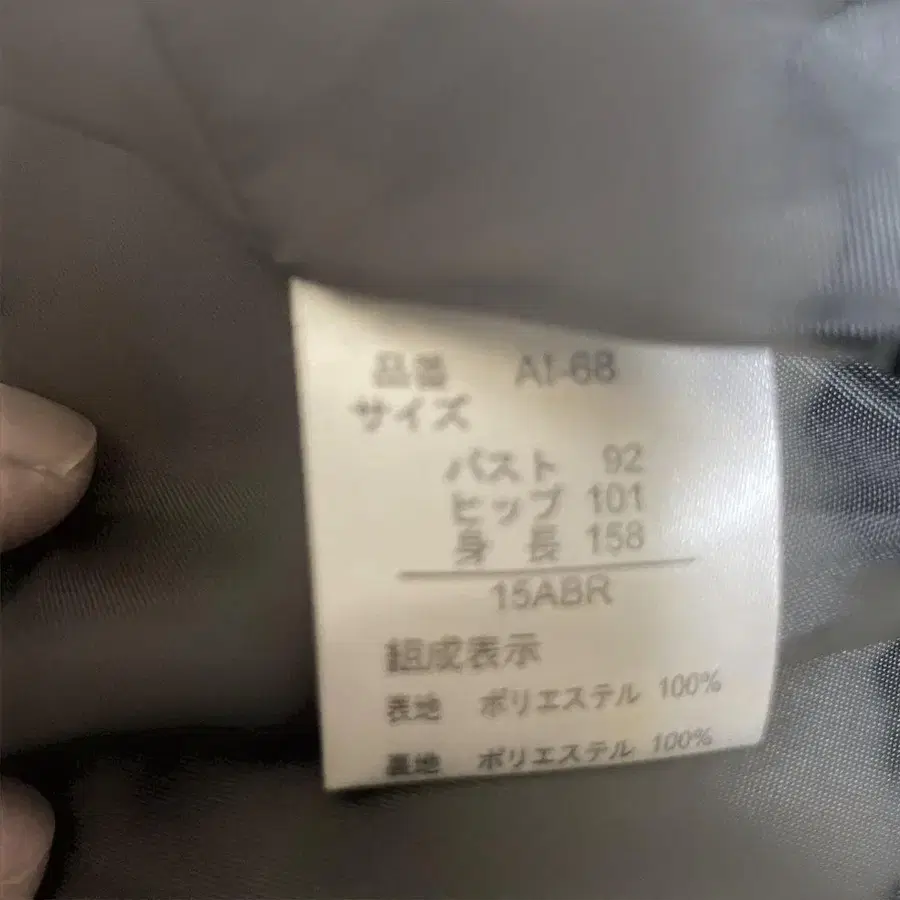 品番 AI-68
サイズ
バスト 92
ヒップ 101
身長 158
15ABR
組成表示
表地 ポリエステル 100%
裏地 ポリエステル 100%